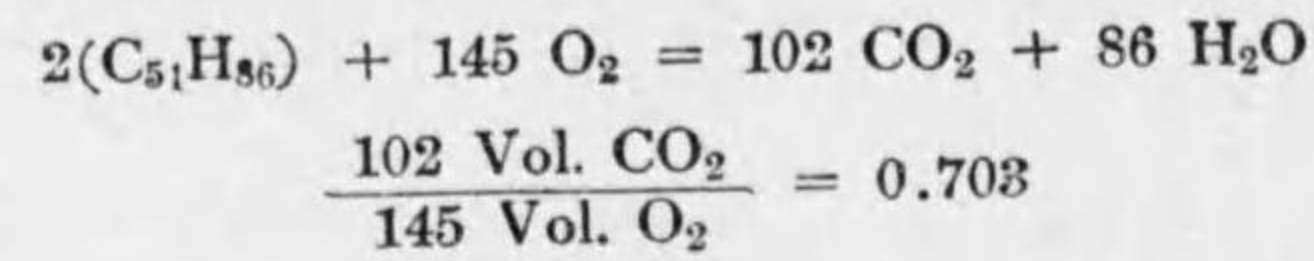 2(C₅₁H₈₆) + 145 O₂ = 102 CO₂ + 86 H₂O
102 Vol. CO₂
145 Vol. O₂ = 0.703